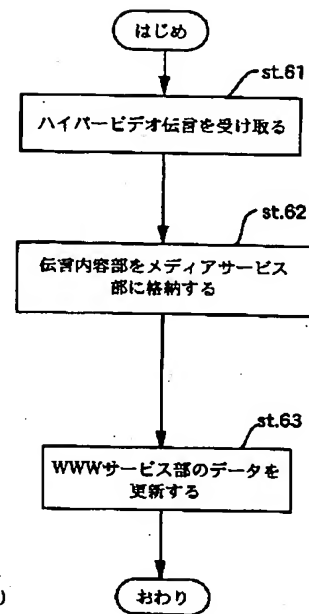 はじめ
st.61
ハイパービデオ伝言を受け取る
st.62
伝言内容部をメディアサービス
部に格納する
st.63
WWWサービス部のデータを
更新する
おわり